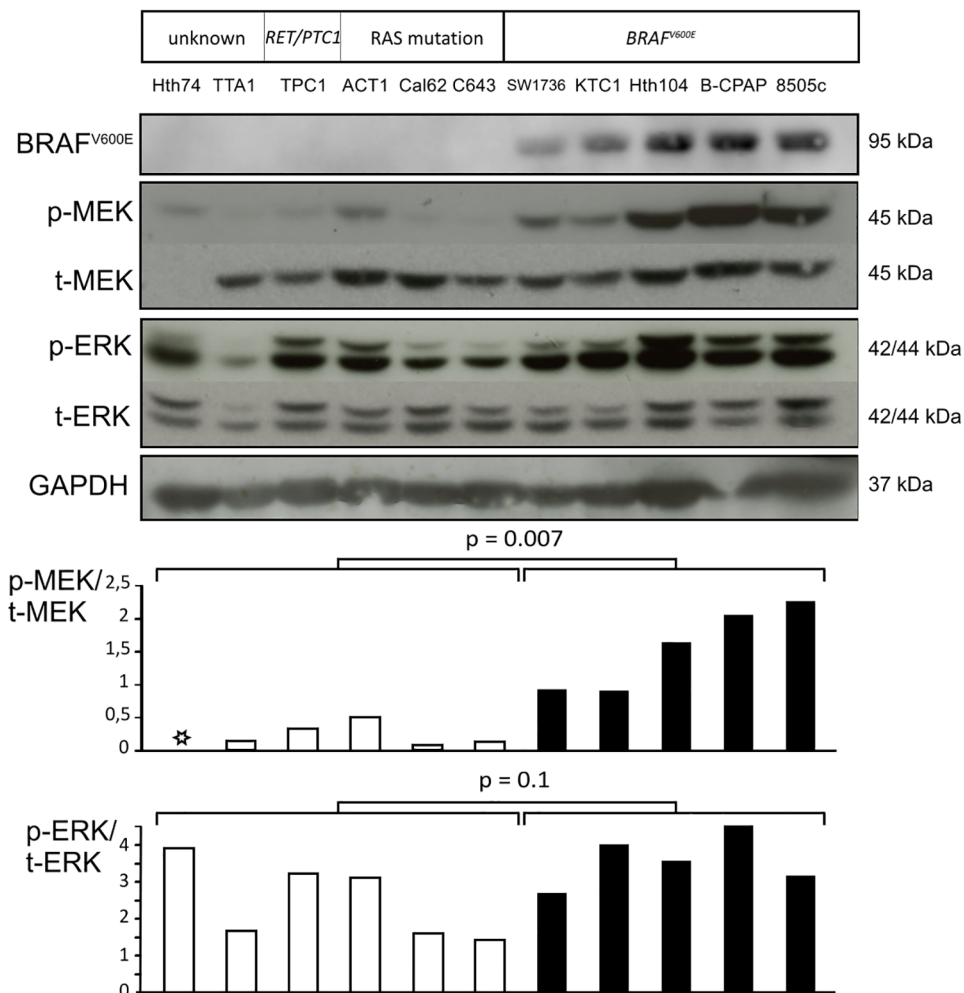 unknown RET/PTC1 RAS mutation BRAFV600E
Hth74 TTA1 TPC1 ACT1 Cal62 C643 SW1736 KTC1 Hth104 B-CPAP 8505c
BRAFV600E 95 kDa
p-MEK 45 kDa
t-MEK 45 kDa
p-ERK 42/44 kDa
t-ERK 42/44 kDa
GAPDH 37 kDa
p = 0.007
p-MEK/
t-MEK
2,5
2
1,5
1
0,5
0
p = 0.1
p-ERK/
t-ERK
4
3
2
1
0